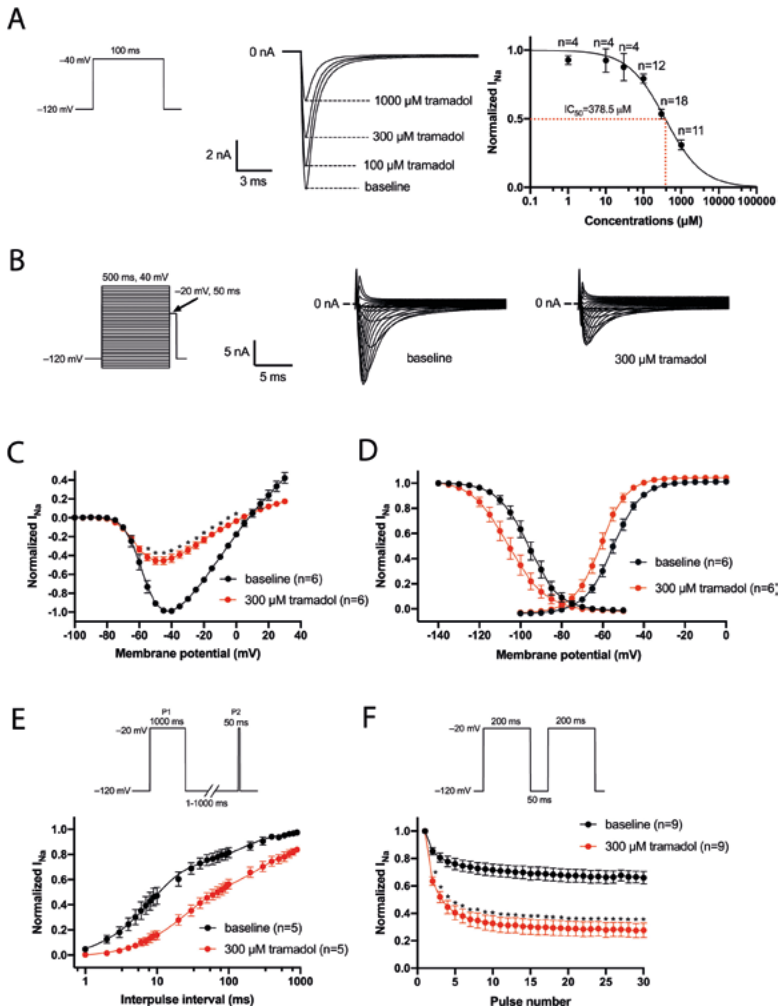 A
100 ms
−40 mV
−120 mV
2 nA
3 ms
0 nA
1000 μM tramadol
300 μM tramadol
100 μM tramadol
baseline
Normalized INa
1.0
0.5
0.0
n=4
n=4
n=4
n=12
n=18
n=11
IC50=378.5 μM
0.1 1 10 100 1000 10000 100000
Concentrations (μM)
B
500 ms, 40 mV
−20 mV, 50 ms
−120 mV
5 nA
5 ms
0 nA
baseline
0 nA
300 μM tramadol
C
Normalized INa
0.4
0.2
0.0
-0.2
-0.4
-0.6
-0.8
-1.0
* * * * * * * * * * *
baseline (n=6)
300 μM tramadol (n=6)
-100 -80 -60 -40 -20 0 20 40
Membrane potential (mV)
D
Normalized INa
1.0
0.8
0.6
0.4
0.2
0.0
baseline (n=6)
300 μM tramadol (n=6)
-140 -120 -100 -80 -60 -40 -20 0
Membrane potential (mV)
E
P1
P2
1000 ms
50 ms
−20 mV
−120 mV
1-1000 ms
Normalized INa
1.0
0.8
0.6
0.4
0.2
0.0
baseline (n=5)
300 μM tramadol (n=5)
1 10 100 1000
Interpulse interval (ms)
F
200 ms
200 ms
−20 mV
−120 mV
50 ms
Normalized INa
1.0
0.8
0.6
0.4
0.2
0.0
baseline (n=9)
300 μM tramadol (n=9)
0 5 10 15 20 25 30
Pulse number